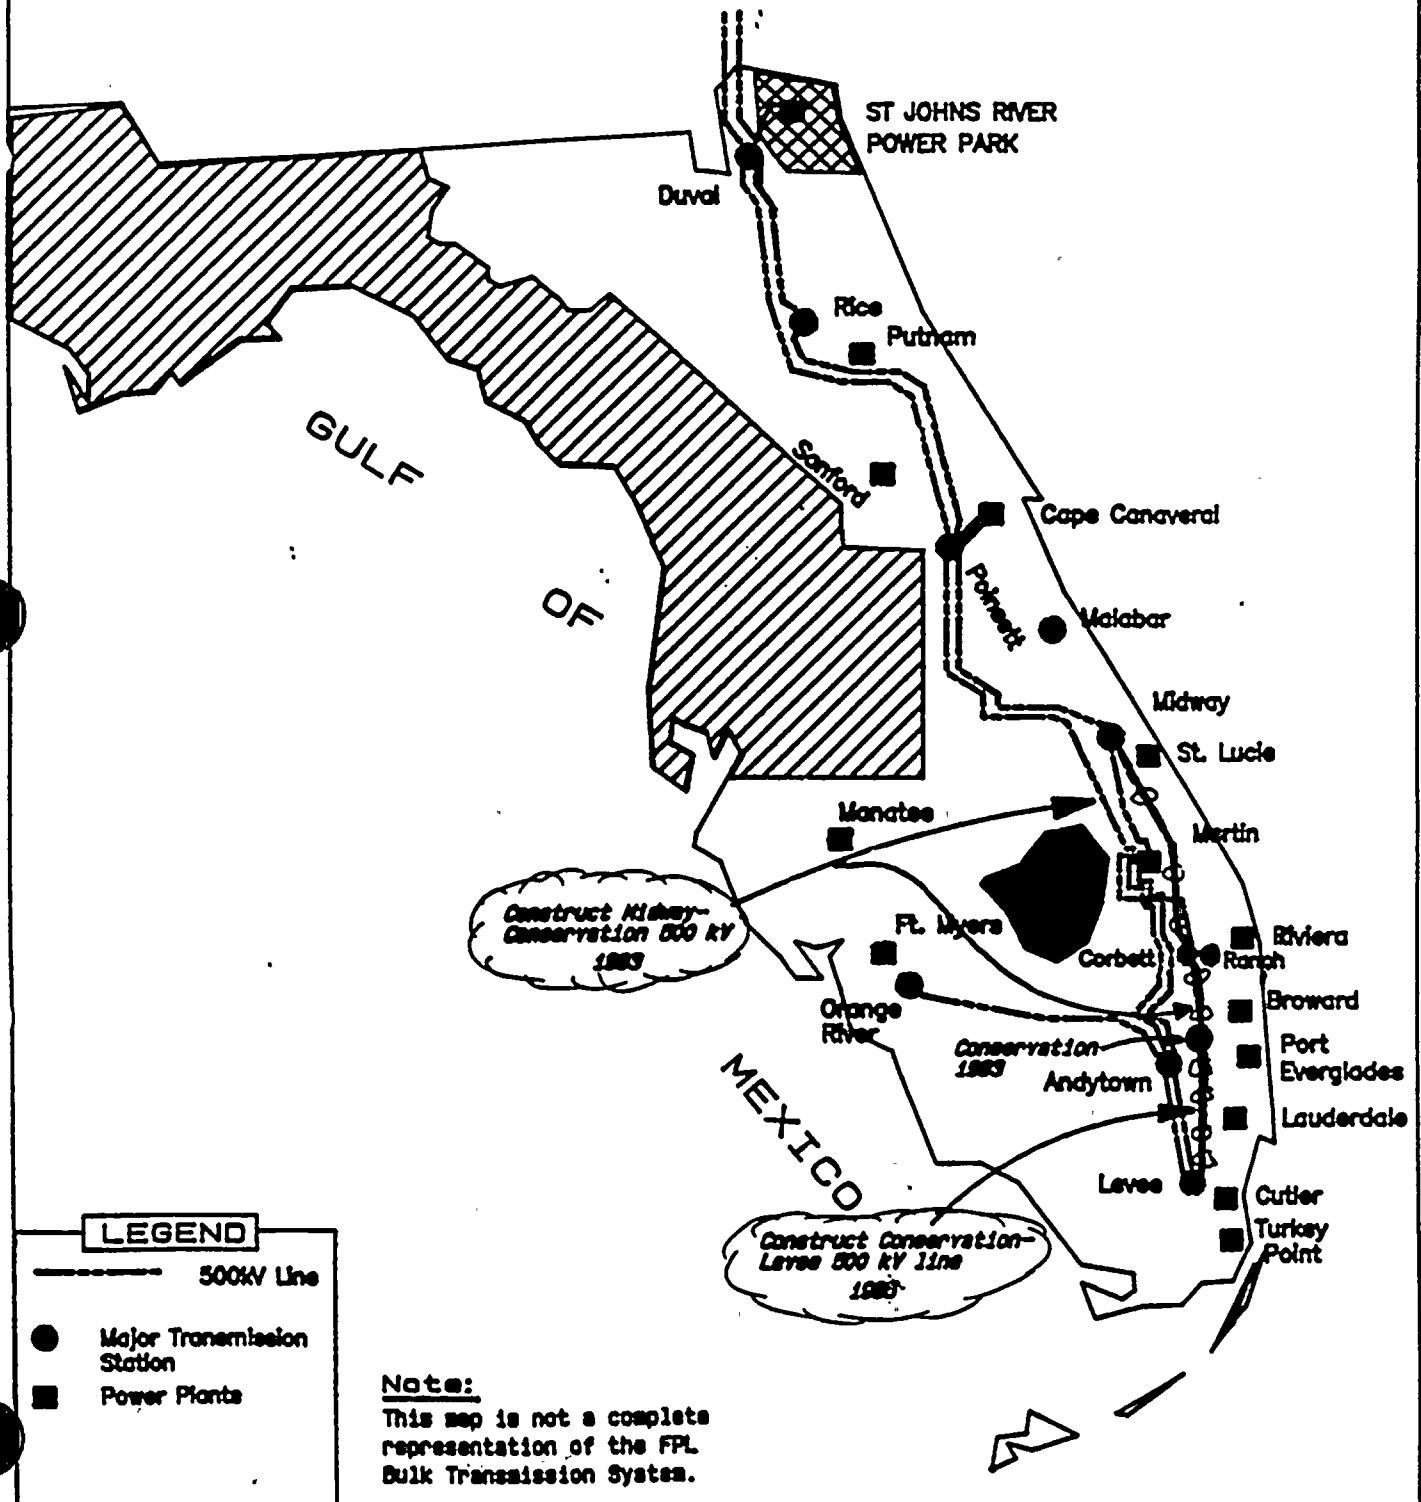 ST JOHNS RIVER
POWER PARK
Duval
Rice
Putnam
GULF
Sanford
Cape Canaveral
OF
Poinsett
Malabar
Midway
St. Lucie
Manatee
Martin
Construct Midway-
Conservation 500 kV
1993
Ft. Myers
Corbett
Ranch
Riviera
Orange
River
Broward
Conservation
1993
Port
Everglades
Andytown
MEXICO
Lauderdale
Levee
Cutler
Turkey
Point
Construct Conservation-
Levee 500 kV line
LEGEND
500kV Line
Major Transmission
Station
Power Plants
Note:
This map is not a complete
representation of the FPL
Bulk Transmission System.